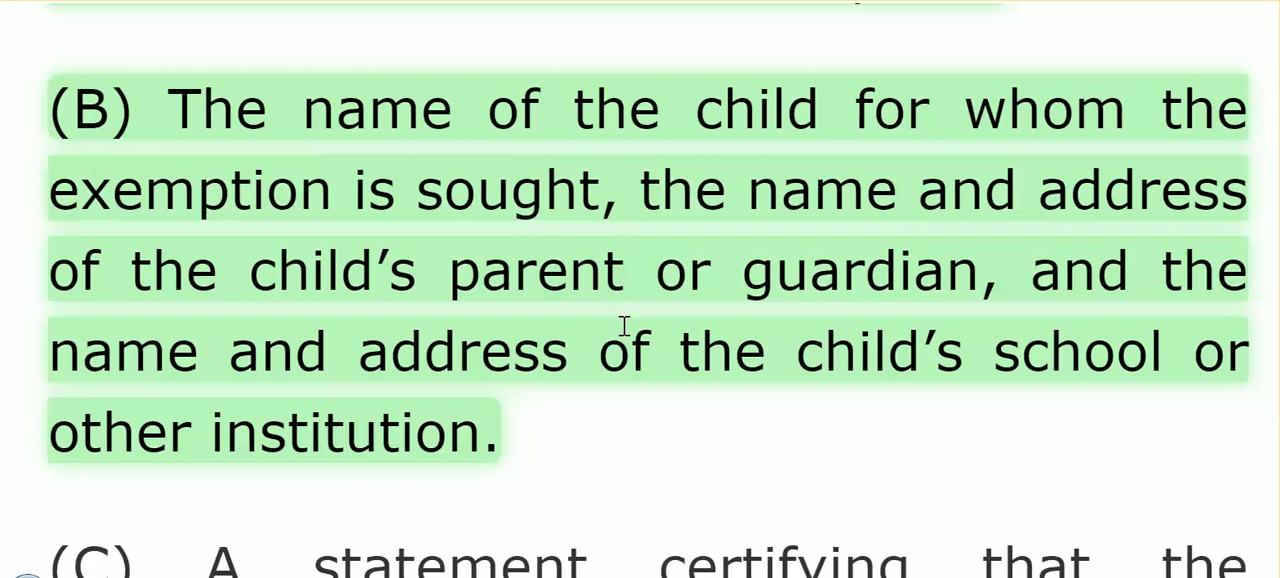 (B) The name of the child for whom the
exemption is sought, the name and address
of the child’s parent or guardian, and the
name and address of the child’s school or
other institution.
(C) A statement certifying that the